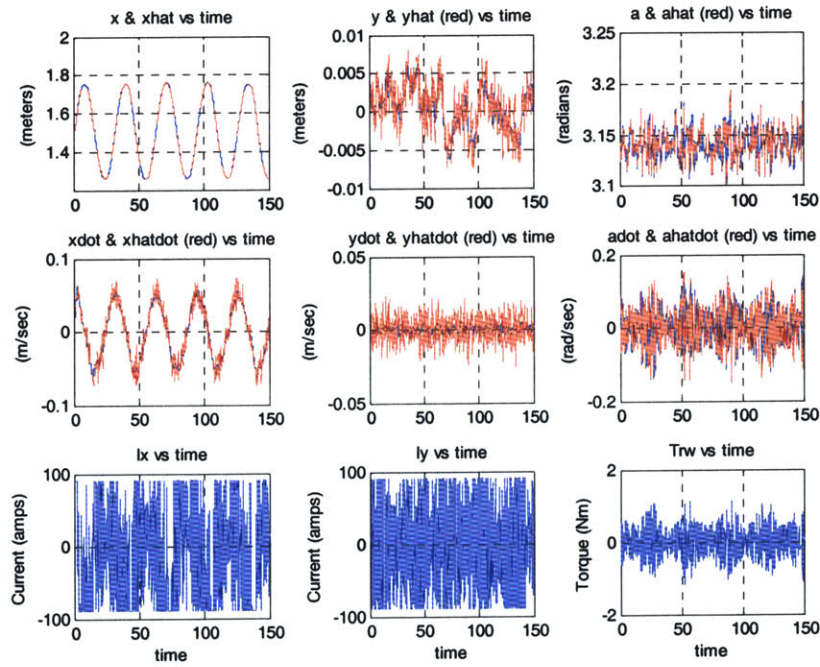 x & xhat vs time
y & yhat (red) vs time
a & ahat (red) vs time
2
1.8
1.6
1.4
(meters)
0 50 100 150
0.01
0.005
0
-0.005
-0.01
(meters)
0 50 100 150
3.25
3.2
3.15
3.1
(radians)
0 50 100 150
xdot & xhatdot (red) vs time
ydot & yhatdot (red) vs time
adot & ahatdot (red) vs time
0.1
0
-0.1
(m/sec)
0 50 100 150
0.05
0
-0.05
(m/sec)
0 50 100 150
0.2
0
-0.2
(rad/sec)
0 50 100 150
Ix vs time
Iy vs time
Trw vs time
100
0
-100
Current (amps)
0 50 100 150
time
100
0
-100
Current (amps)
0 50 100 150
time
2
0
-2
Torque (Nm)
0 50 100 150
time